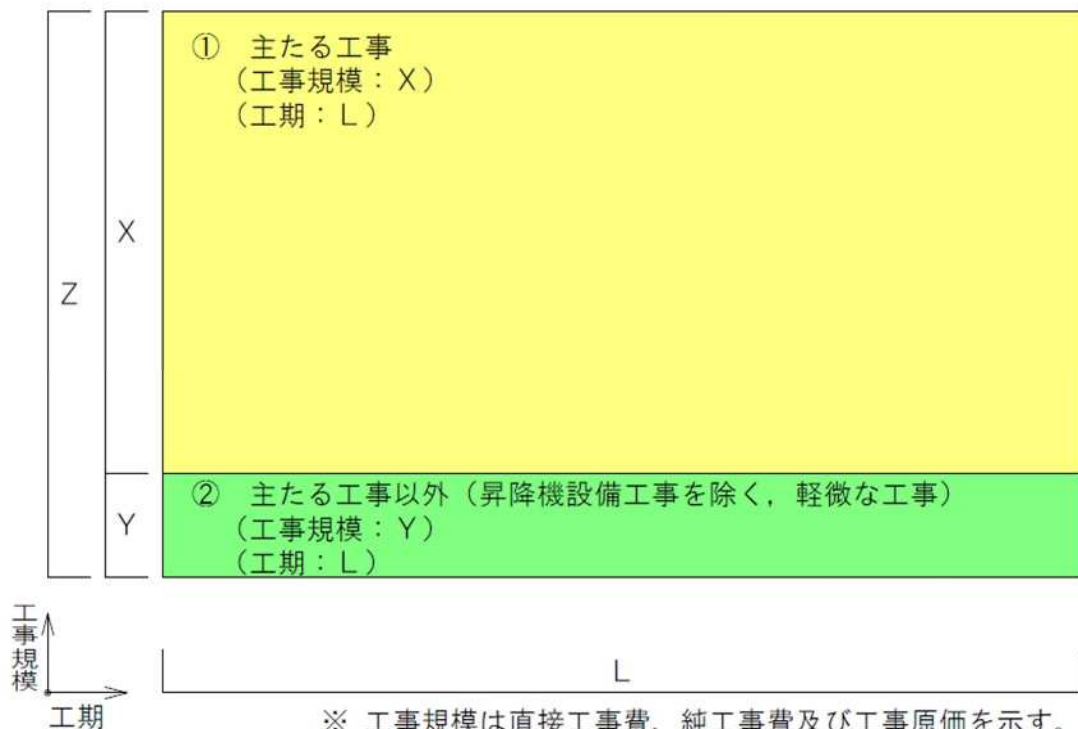 ① 主たる工事
(工事規模:X)
(工期:L)
X
Z
② 主たる工事以外(昇降機設備工事を除く,軽微な工事)
(工事規模:Y)
(工期:L)
Y
工事規模
工期
L
※ 工事規模は直接工事費,純工事費及び工事原価を示す。